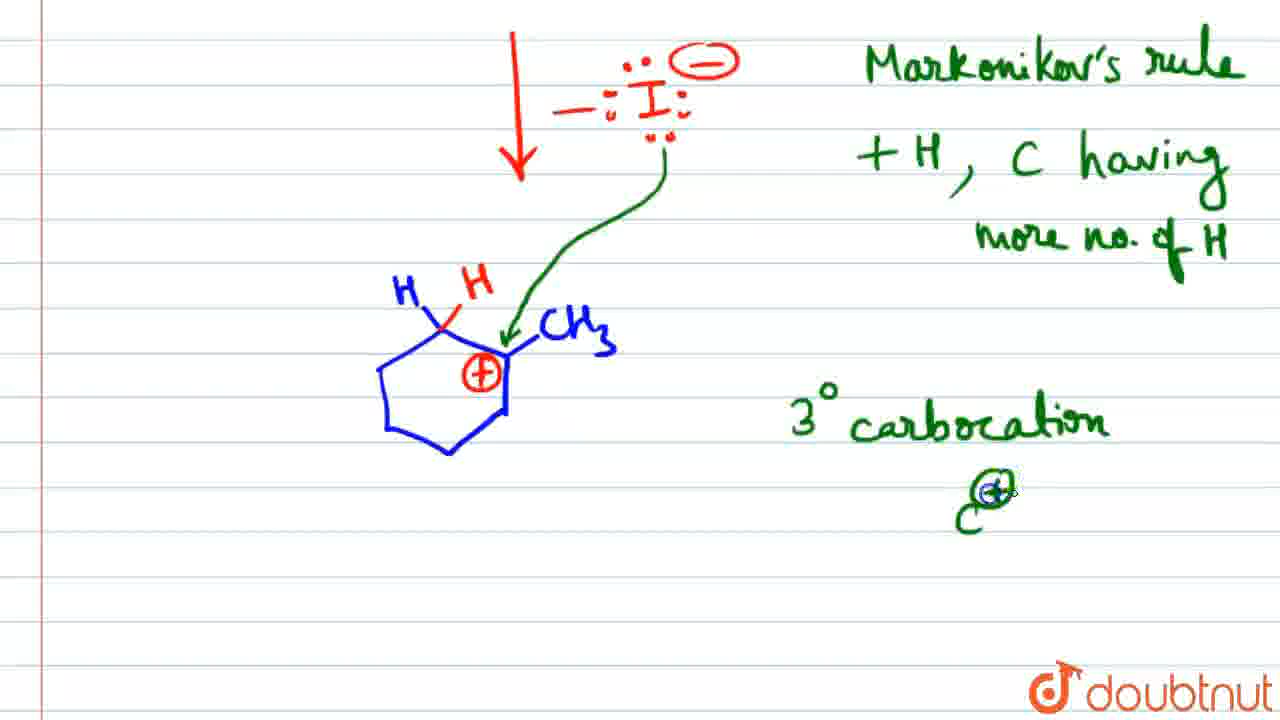 Markonikov's rule
+ H, C having
more no. of H
I −
H H
CH3
+
3° carbocation
C+
doubtnut